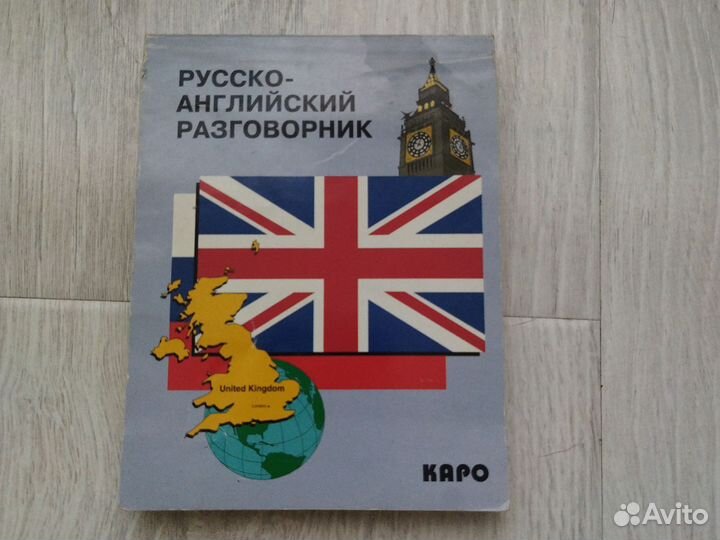 РУССКО-
АНГЛИЙСКИЙ
РАЗГОВОРНИК
United Kingdom
КАРО
Avito